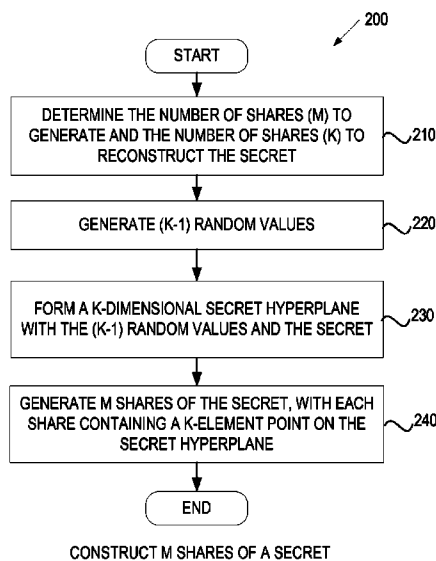 200
START
DETERMINE THE NUMBER OF SHARES (M) TO
GENERATE AND THE NUMBER OF SHARES (K) TO
RECONSTRUCT THE SECRET
210
GENERATE (K-1) RANDOM VALUES
220
FORM A K-DIMENSIONAL SECRET HYPERPLANE
WITH THE (K-1) RANDOM VALUES AND THE SECRET
230
GENERATE M SHARES OF THE SECRET, WITH EACH
SHARE CONTAINING A K-ELEMENT POINT ON THE
SECRET HYPERPLANE
240
END
CONSTRUCT M SHARES OF A SECRET